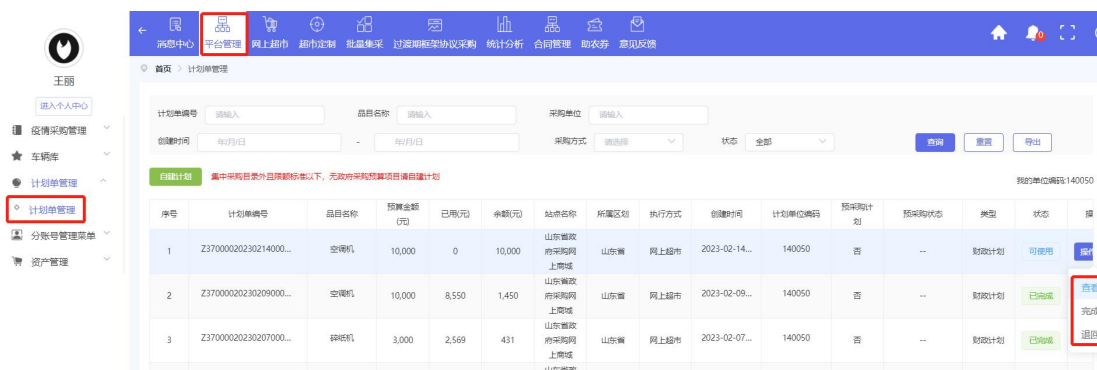 消息中心 平台管理 网上超市 超市定制 批量集采 过渡期框架协议采购 统计分析 合同管理 助农券 意见反馈
首页 > 计划单管理
王丽
进入个人中心
疫情采购管理
车辆库
计划单管理
计划单管理
分账号管理菜单
资产管理
计划单编号 请输入 品目名称 请输入 采购单位 请输入
创建时间 年/月/日 - 年/月/日 采购方式 请选择 状态 全部 查询 重置 导出
自建计划 集中采购目录外且限额标准以下，无政府采购预算项目请自建计划 我的单位编码:140050
序号 计划单编号 品目名称 预算金额(元) 已用(元) 余额(元) 站点名称 所属区划 执行方式 创建时间 计划单位编码 预采购计划 预采购状态 类型 状态
1 Z37000020230214000... 空调机 10,000 0 10,000 山东省政府采购网上商城 山东省 网上超市 2023-02-14... 140050 否 -- 财政计划 可使用 操作
2 Z37000020230209000... 空调机 10,000 8,550 1,450 山东省政府采购网上商城 山东省 网上超市 2023-02-09... 140050 否 -- 财政计划 已完成
3 Z37000020230207000... 碎纸机 3,000 2,569 431 山东省政府采购网上商城 山东省 网上超市 2023-02-07... 140050 否 -- 财政计划 已完成
查看
完成
退回